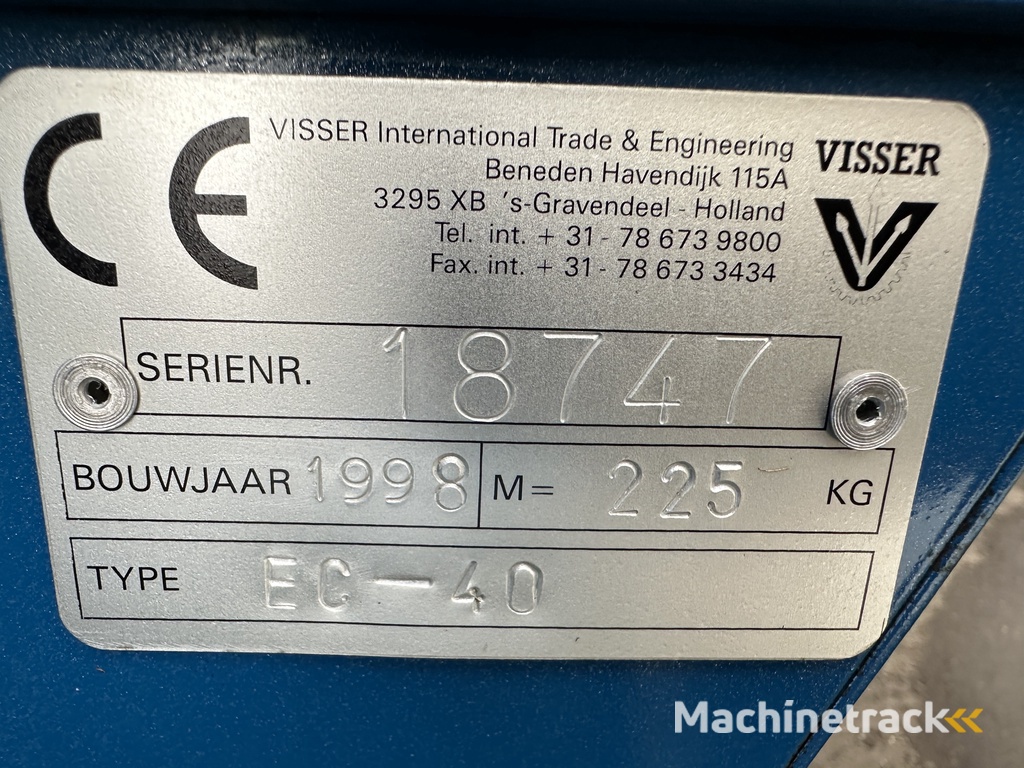 CE
VISSER International Trade & Engineering
Beneden Havendijk 115A
3295 XB 's-Gravendeel - Holland
Tel. int. + 31 - 78 673 9800
Fax. int. + 31 - 78 673 3434
VISSER
SERIENR. 18747
BOUWJAAR 1998 M= 225 KG
TYPE EC-40
Machinetrack